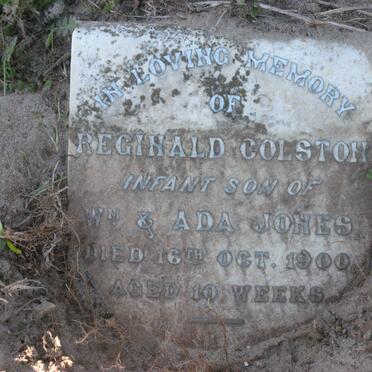 IN LOVING MEMORY
OF
REGINALD COLSTON
INFANT SON OF
WM & ADA JONES
DIED 16TH OCT. 1900
AGED 10 WEEKS